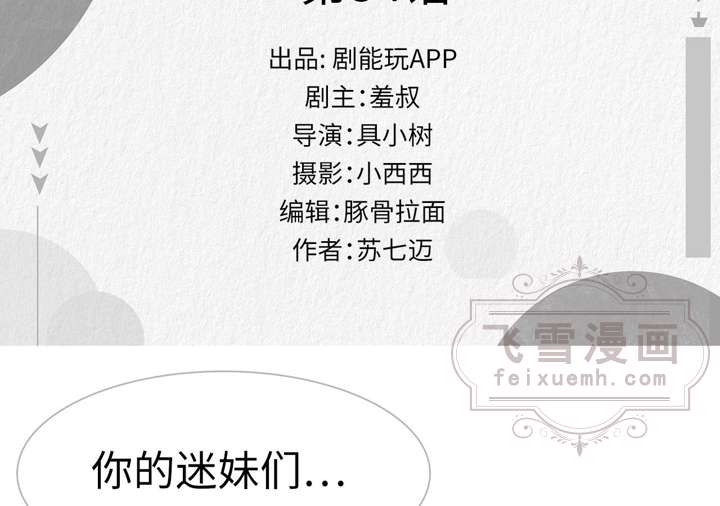 出品: 剧能玩APP
剧主: 羞叔
导演: 具小树
摄影: 小西西
编辑: 豚骨拉面
作者: 苏七迈
飞雪漫画
feixuemh.com
你的迷妹们...